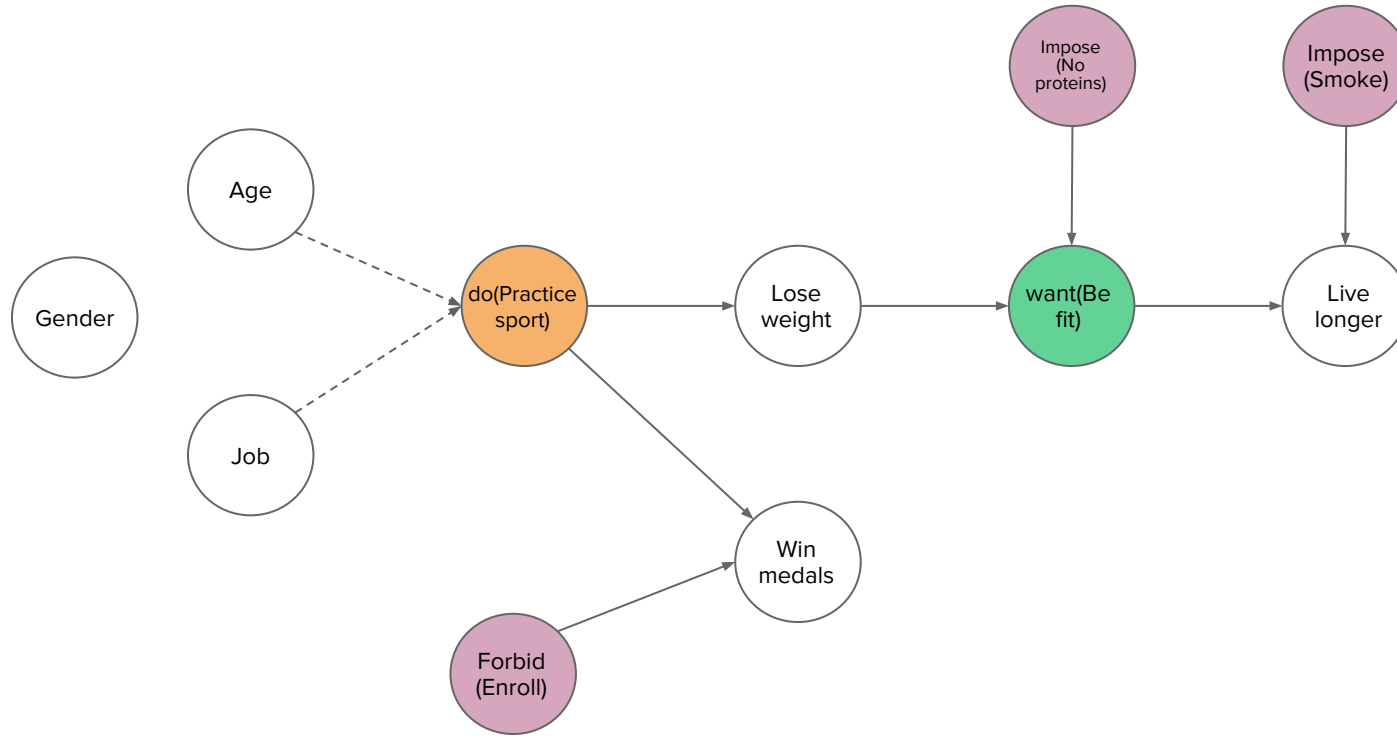 Impose
(No
proteins)
Impose
(Smoke)
Age
Gender
do(Practice
sport)
Lose
weight
want(Be
fit)
Live
longer
Job
Win
medals
Forbid
(Enroll)